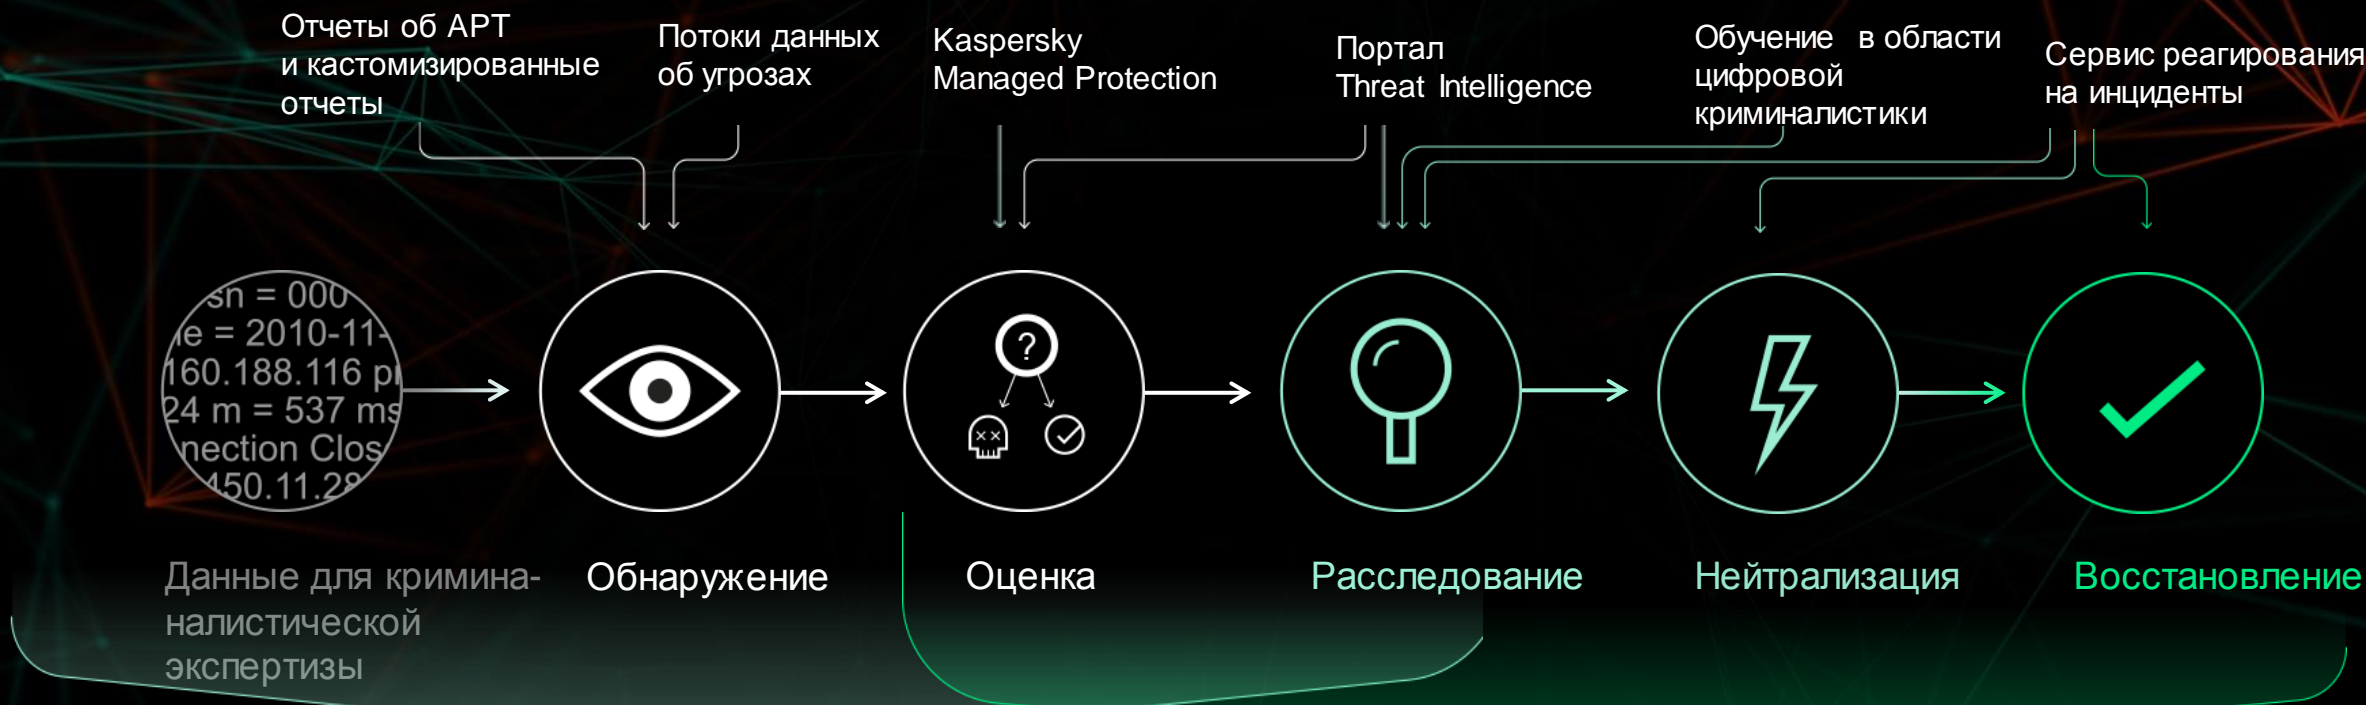 Отчеты об APT
и кастомизированные
отчеты
Потоки данных
об угрозах
Kaspersky
Managed Protection
Портал
Threat Intelligence
Обучение в области
цифровой
криминалистики
Сервис реагирования
на инциденты
sn = 000
= 2010-11-
160.188.116
24 m = 537 ms
nection Clos
450.11.28
?
Данные для кримина-
налистической
экспертизы
Обнаружение
Оценка
Расследование
Нейтрализация
Восстановление